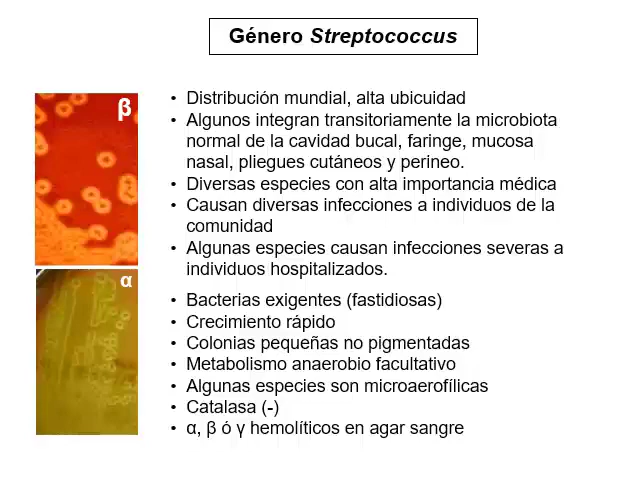 Género Streptococcus
β
• Distribución mundial, alta ubicuidad
• Algunos integran transitoriamente la microbiota
normal de la cavidad bucal, faringe, mucosa
nasal, pliegues cutáneos y perineo.
• Diversas especies con alta importancia médica
• Causan diversas infecciones a individuos de la
comunidad
• Algunas especies causan infecciones severas a
individuos hospitalizados.
α
• Bacterias exigentes (fastidiosas)
• Crecimiento rápido
• Colonias pequeñas no pigmentadas
• Metabolismo anaerobio facultativo
• Algunas especies son microaerofílicas
• Catalasa (-)
• α, β ó γ hemolíticos en agar sangre